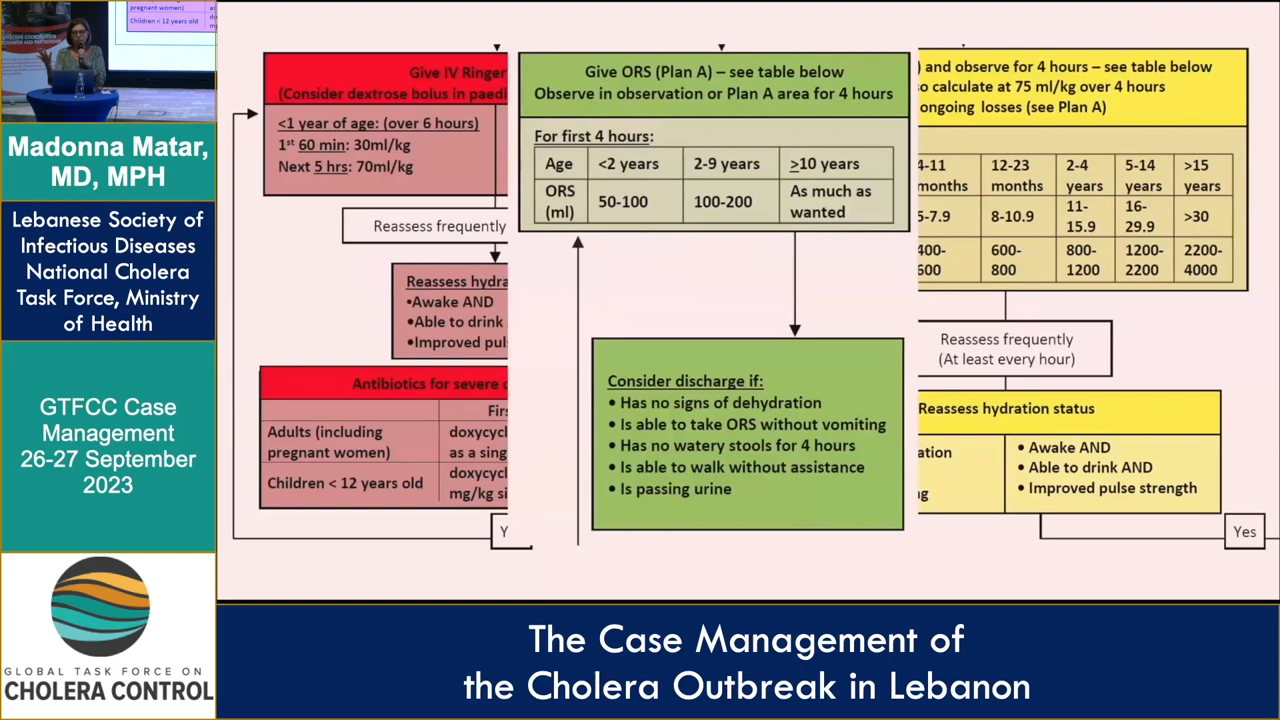 pregnant women)
Children < 12 years old
Madonna Matar,
MD, MPH
Lebanese Society of
Infectious Diseases
National Cholera
Task Force, Ministry
of Health
GTFCC Case
Management
26-27 September
2023
GLOBAL TASK FORCE ON
CHOLERA CONTROL
Give IV Ringer
(Consider dextrose bolus in paed
<1 year of age: (over 6 hours)
1st 60 min: 30ml/kg
Next 5 hrs: 70ml/kg
Reassess frequently
Reassess hydra
•Awake AND
•Able to drink
•Improved pul
Antibiotics for severe
Firs
Adults (including
pregnant women)
doxycyc
as a sing
Children < 12 years old
doxycyc
mg/kg si
Y
Give ORS (Plan A) – see table below
Observe in observation or Plan A area for 4 hours
For first 4 hours:
Age <2 years 2-9 years ≥10 years
ORS (ml) 50-100 100-200 As much as wanted
Consider discharge if:
• Has no signs of dehydration
• Is able to take ORS without vomiting
• Has no watery stools for 4 hours
• Is able to walk without assistance
• Is passing urine
) and observe for 4 hours – see table below
so calculate at 75 ml/kg over 4 hours
ongoing losses (see Plan A)
4-11 months 12-23 months 2-4 years 5-14 years >15 years
5-7.9 8-10.9 11-15.9 16-29.9 >30
400-600 600-800 800-1200 1200-2200 2200-4000
Reassess frequently
(At least every hour)
Reassess hydration status
ation
ng
• Awake AND
• Able to drink AND
• Improved pulse strength
Yes
The Case Management of
the Cholera Outbreak in Lebanon